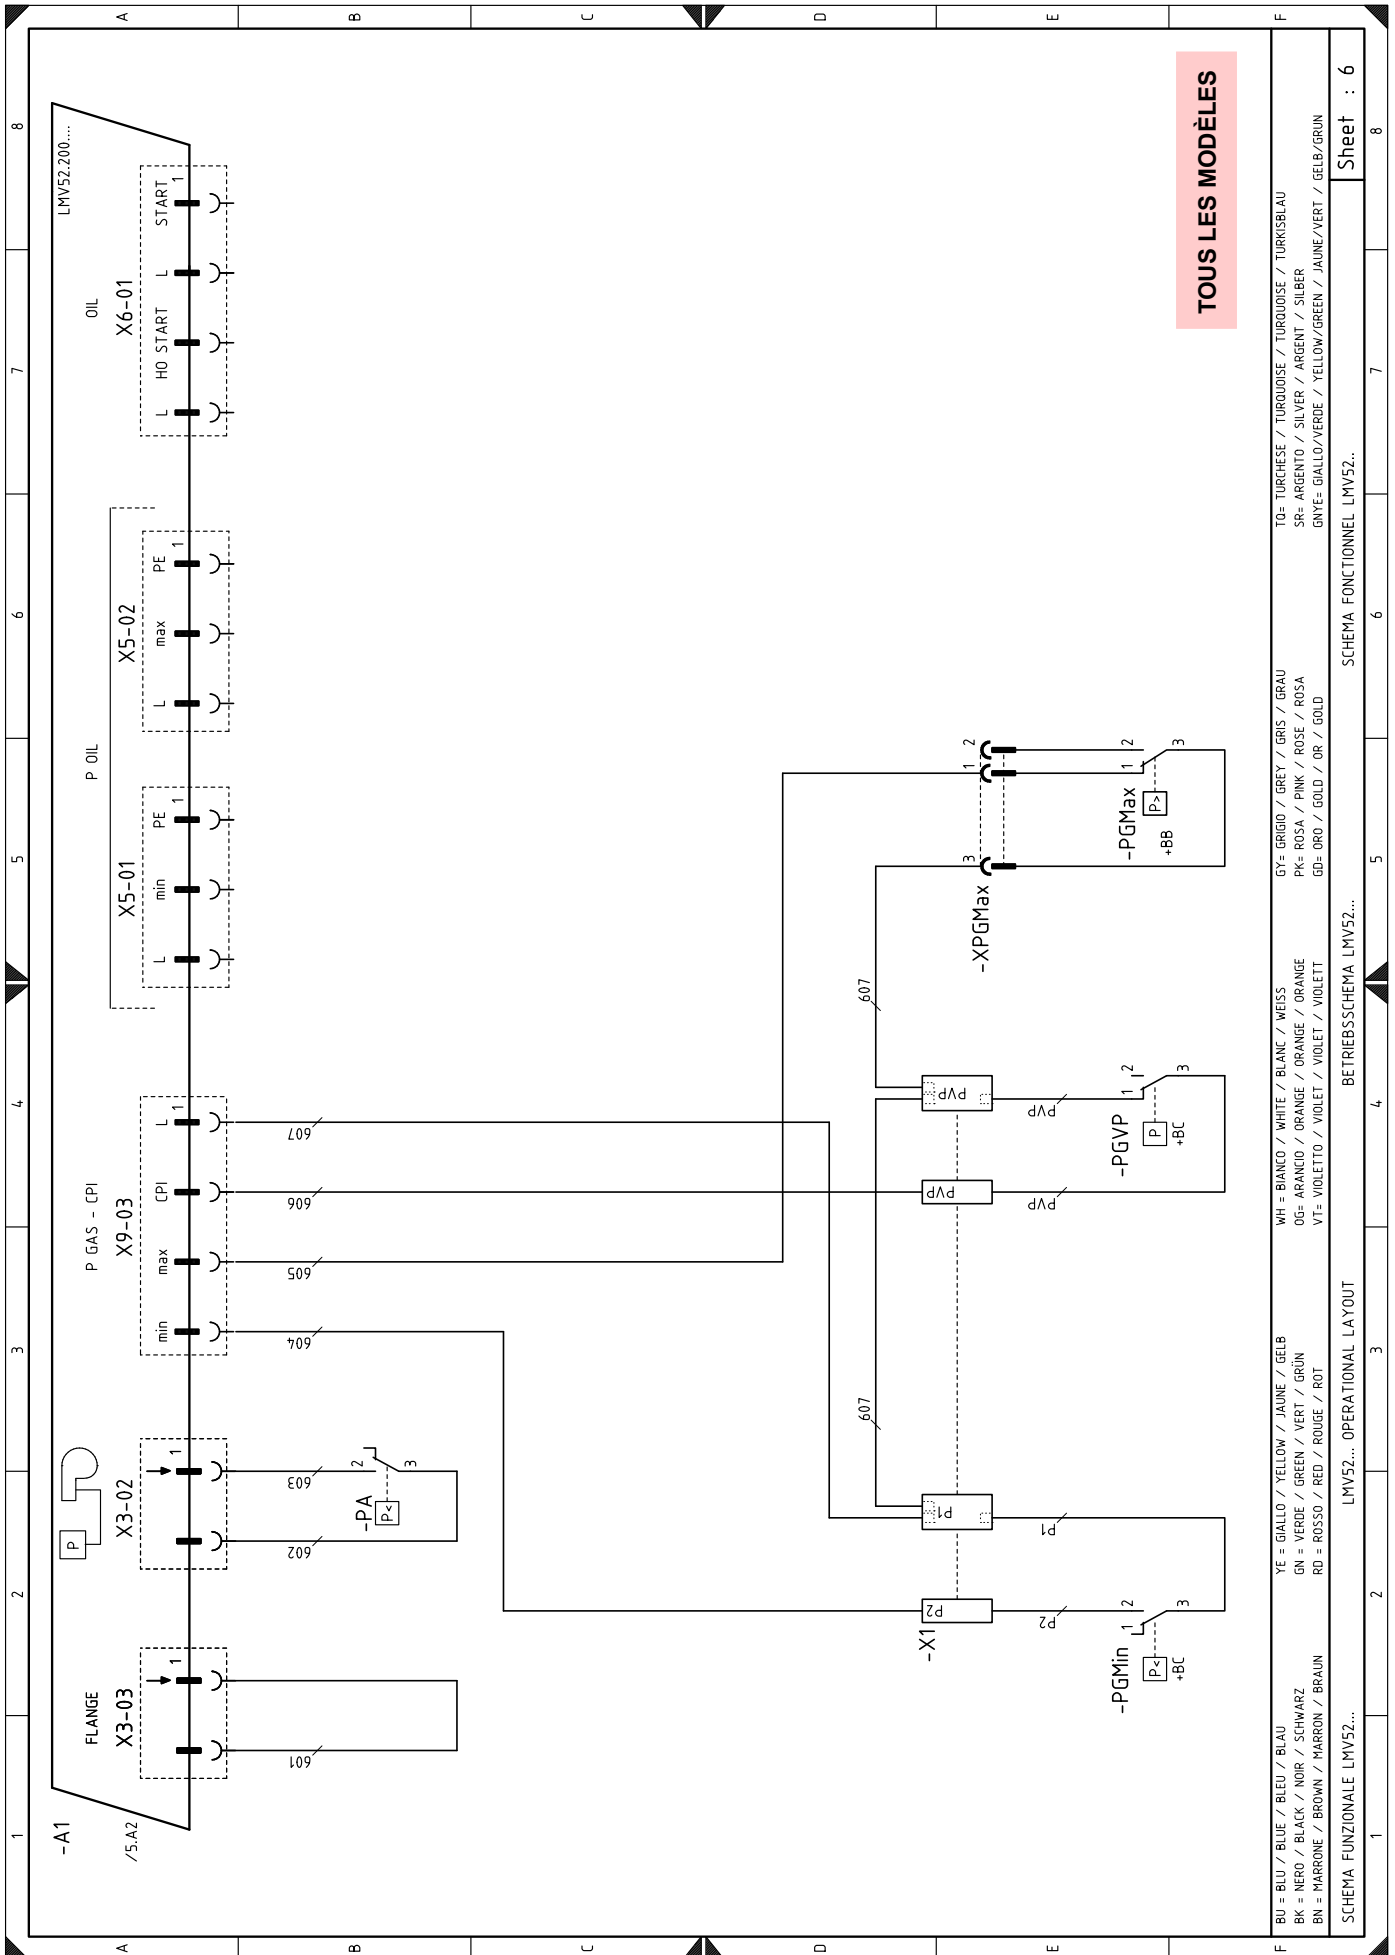 1 2 3 4 5 6 7 8
A
B
C
D
E
F
-A1
/5.A2
LMV52.200....
FLANGE
X3-03
1
P
X3-02
1
P GAS - CPI
X9-03
min max CPI L 1
P OIL
X5-01
L min PE 1
X5-02
L max PE 1
OIL
X6-01
L HO START L START 1
601
602
603
604
605
606
607
-PA
P<
2
3
607
607
-X1
P2
P1
PVP
PVP
P2
P1
PVP
PVP
-XPGMax
3 1 2
-PGMin
P<
+BC
1 2
3
-PGVP
P
+BC
1 2
3
-PGMax
P>
+BB
1 2
3
TOUS LES MODÈLES
BU = BLU / BLUE / BLEU / BLAU
BK = NERO / BLACK / NOIR / SCHWARZ
BN = MARRONE / BROWN / MARRON / BRAUN
YE = GIALLO / YELLOW / JAUNE / GELB
GN = VERDE / GREEN / VERT / GRÜN
RD = ROSSO / RED / ROUGE / ROT
WH = BIANCO / WHITE / BLANC / WEISS
OG= ARANCIO / ORANGE / ORANGE / ORANGE
VT= VIOLETTO / VIOLET / VIOLET / VIOLETT
GY= GRIGIO / GREY / GRIS / GRAU
PK= ROSA / PINK / ROSE / ROSA
GD= ORO / GOLD / OR / GOLD
TQ= TURCHESE / TURQUOISE / TURQUOISE / TURKISBLAU
SR= ARGENTO / SILVER / ARGENT / SILBER
GNYE= GIALLO/VERDE / YELLOW/GREEN / JAUNE/VERT / GELB/GRUN
SCHEMA FUNZIONALE LMV52... LMV52... OPERATIONAL LAYOUT BETRIEBSSCHEMA LMV52... SCHEMA FONCTIONNEL LMV52.. Sheet : 6
1 2 3 4 5 6 7 8
A
B
C
D
E
F